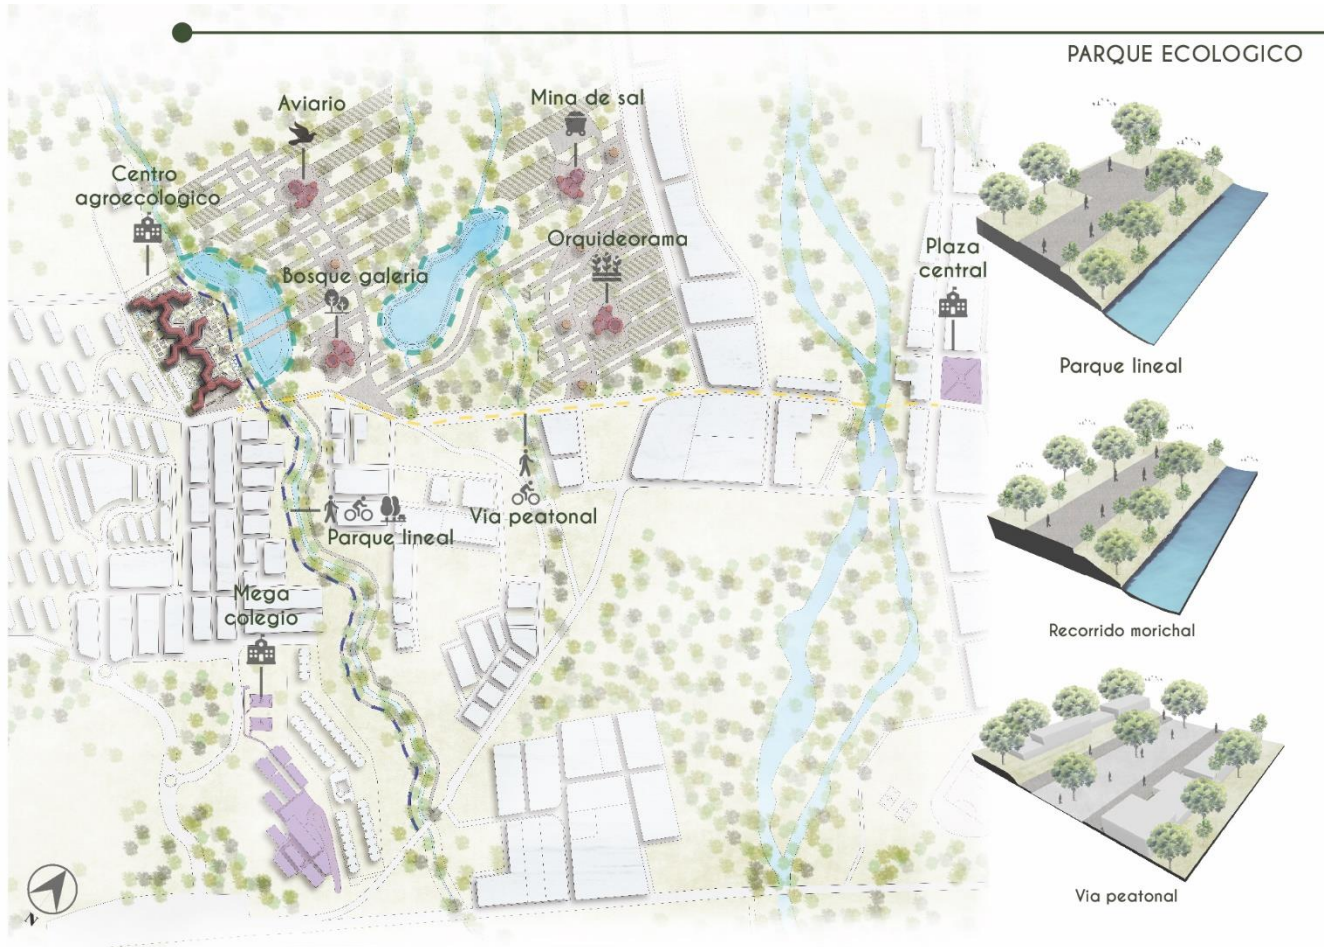 PARQUE ECOLOGICO
Aviario
Mina de sal
Centro
agroecologico
Orquideorama
Plaza
central
Bosque galeria
Parque lineal
Via peatonal
Parque lineal
Mega
colegio
Recorrido morichal
Via peatonal
N